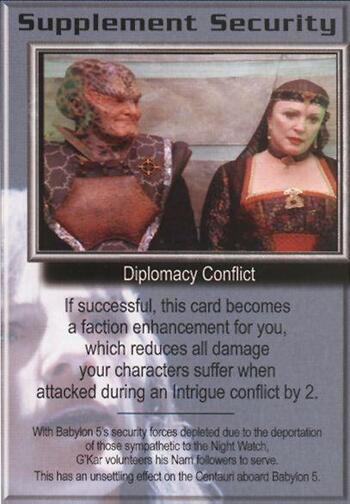 Supplement Security
Diplomacy Conflict
If successful, this card becomes
a faction enhancement for you,
which reduces all damage
your characters suffer when
attacked during an Intrigue conflict by 2.
With Babylon 5's security forces depleted due to the deportation
of those sympathetic to the Night Watch,
G'Kar volunteers his Narn followers to serve.
This has an unsettling effect on the Centauri aboard Babylon 5.